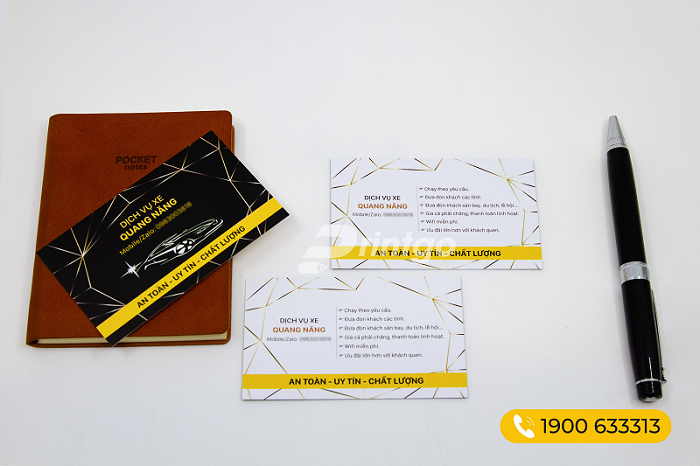 POCKET
notes
DỊCH VỤ XE
QUANG NĂNG
Mobile/Zalo:
AN TOÀN - UY TÍN - CHẤT LƯỢNG
DỊCH VỤ XE
QUANG NĂNG
Mobile/Zalo:
Chạy theo yêu cầu.
Đưa đón khách các tỉnh.
Đưa đón khách sân bay, du lịch, lễ hội...
Giá cả phải chăng, thanh toán linh hoạt.
Wifi miễn phí.
Ưu đãi lớn hơn với khách quen.
AN TOÀN - UY TÍN - CHẤT LƯỢNG
Printgo
DỊCH VỤ XE
QUANG NĂNG
Mobile/Zalo:
Chạy theo yêu cầu.
Đưa đón khách các tỉnh.
Đưa đón khách sân bay, du lịch, lễ hội...
Giá cả phải chăng, thanh toán linh hoạt.
Wifi miễn phí.
Ưu đãi lớn hơn với khách quen.
AN TOÀN - UY TÍN - CHẤT LƯỢNG
1900 633313